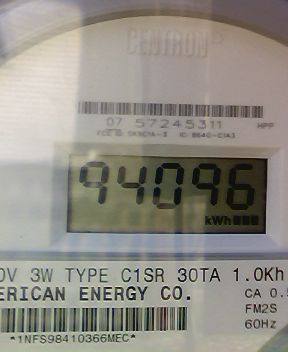 CENTRON®
07 57245311 HPP
94096
kWh
0V 3W TYPE C1SR 30TA 1.0Kh
ERICAN ENERGY CO. CA 0.5
FM2S
*1NFS98410366MEC* 60Hz